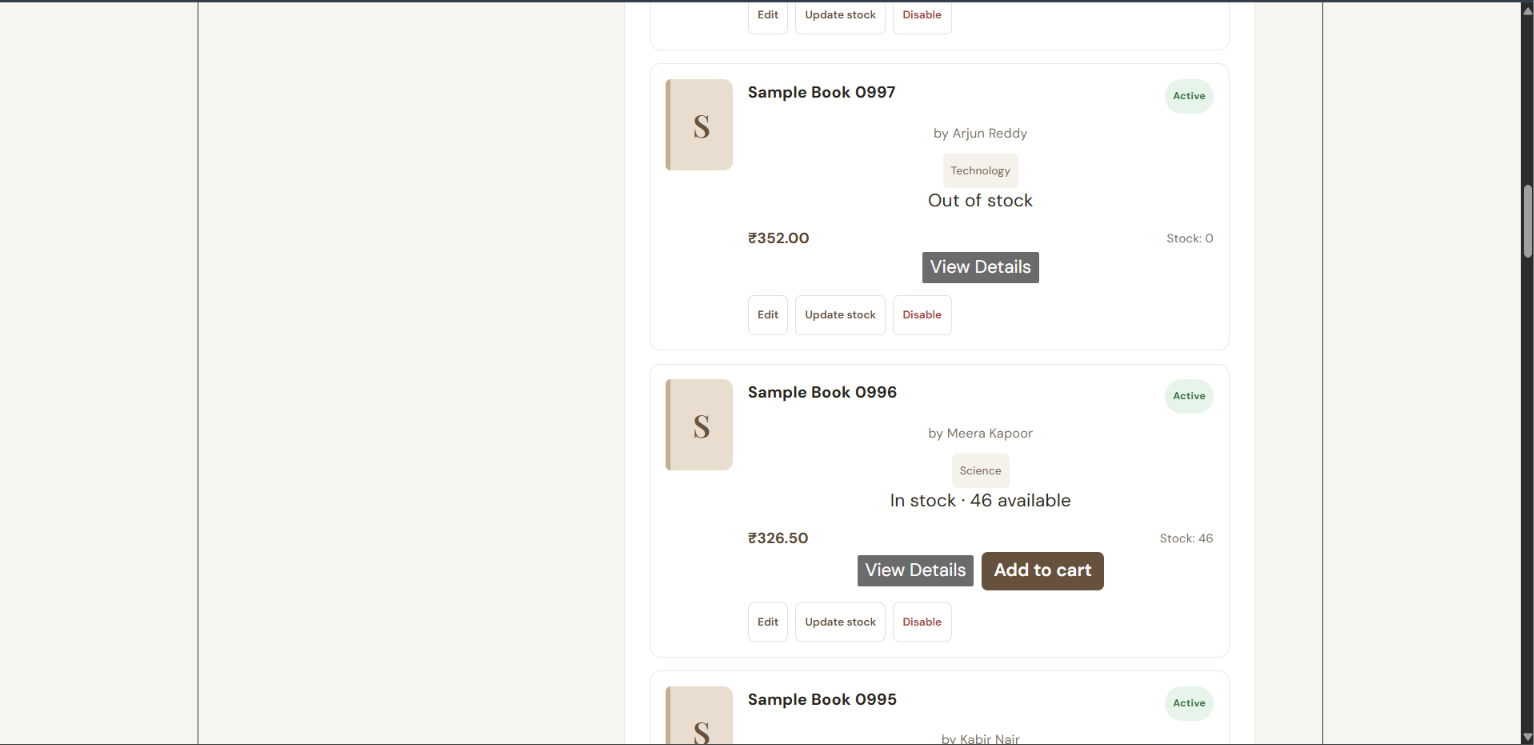 Edit Update stock Disable
S
Sample Book 0997 Active
by Arjun Reddy
Technology
Out of stock
₹352.00 Stock: 0
View Details
Edit Update stock Disable
S
Sample Book 0996 Active
by Meera Kapoor
Science
In stock · 46 available
₹326.50 Stock: 46
View Details Add to cart
Edit Update stock Disable
S
Sample Book 0995 Active
by Kabir Nair